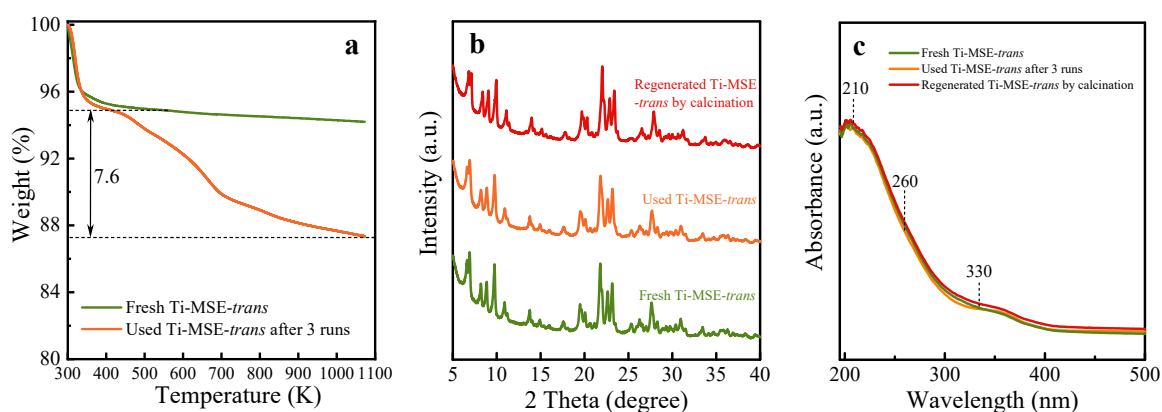 a
100
96
92
88
84
80
Weight (%)
7.6
Fresh Ti-MSE-trans
Used Ti-MSE-trans after 3 runs
300 400 500 600 700 800 900 1000 1100
Temperature (K)
b
Intensity (a.u.)
Regenerated Ti-MSE
-trans by calcination
Used Ti-MSE-trans
Fresh Ti-MSE-trans
5 10 15 20 25 30 35 40
2 Theta (degree)
c
Absorbance (a.u.)
Fresh Ti-MSE-trans
Used Ti-MSE-trans after 3 runs
Regenerated Ti-MSE-trans by calcination
210
260
330
200 300 400 500
Wavelength (nm)